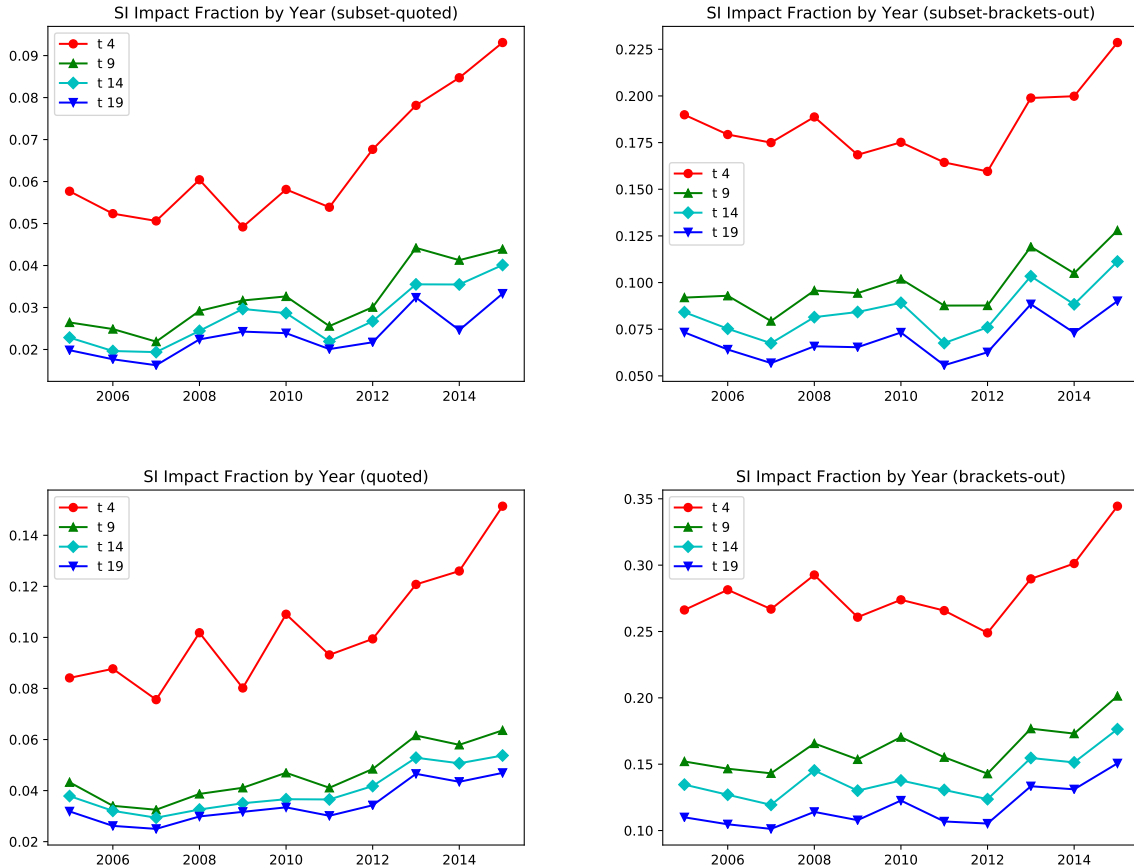 SI Impact Fraction by Year (subset-quoted)
t 4
t 9
t 14
t 19
0.09
0.08
0.07
0.06
0.05
0.04
0.03
0.02
2006 2008 2010 2012 2014
SI Impact Fraction by Year (subset-brackets-out)
0.225
0.200
0.175
0.150
0.125
0.100
0.075
0.050
t 4
t 9
t 14
t 19
2006 2008 2010 2012 2014
SI Impact Fraction by Year (quoted)
t 4
t 9
t 14
t 19
0.14
0.12
0.10
0.08
0.06
0.04
0.02
2006 2008 2010 2012 2014
SI Impact Fraction by Year (brackets-out)
t 4
t 9
t 14
t 19
0.35
0.30
0.25
0.20
0.15
0.10
2006 2008 2010 2012 2014